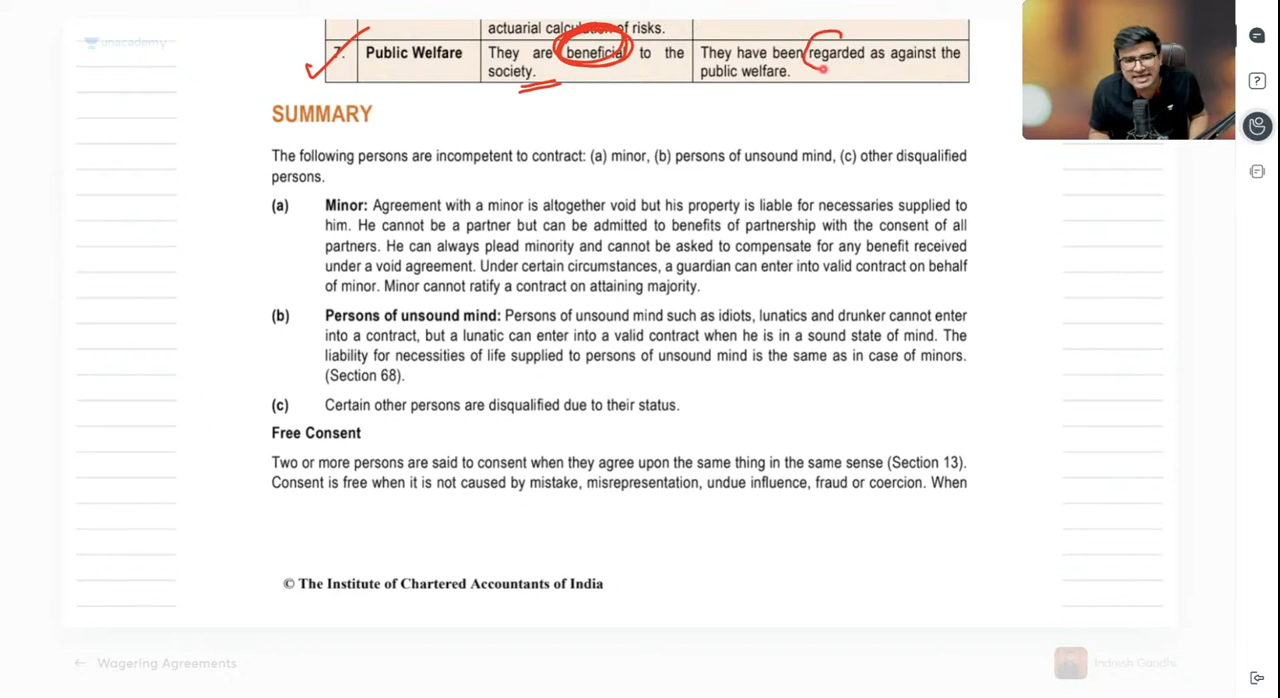 unacademy
actuarial calculation of risks.
7. Public Welfare They are beneficial to the They have been regarded as against the
society. public welfare.
SUMMARY
The following persons are incompetent to contract: (a) minor, (b) persons of unsound mind, (c) other disqualified
persons.
(a) Minor: Agreement with a minor is altogether void but his property is liable for necessaries supplied to
him. He cannot be a partner but can be admitted to benefits of partnership with the consent of all
partners. He can always plead minority and cannot be asked to compensate for any benefit received
under a void agreement. Under certain circumstances, a guardian can enter into valid contract on behalf
of minor. Minor cannot ratify a contract on attaining majority.
(b) Persons of unsound mind: Persons of unsound mind such as idiots, lunatics and drunker cannot enter
into a contract, but a lunatic can enter into a valid contract when he is in a sound state of mind. The
liability for necessities of life supplied to persons of unsound mind is the same as in case of minors.
(Section 68).
(c) Certain other persons are disqualified due to their status.
Free Consent
Two or more persons are said to consent when they agree upon the same thing in the same sense (Section 13).
Consent is free when it is not caused by mistake, misrepresentation, undue influence, fraud or coercion. When
© The Institute of Chartered Accountants of India
Wagering Agreements
Indresh Gandhi